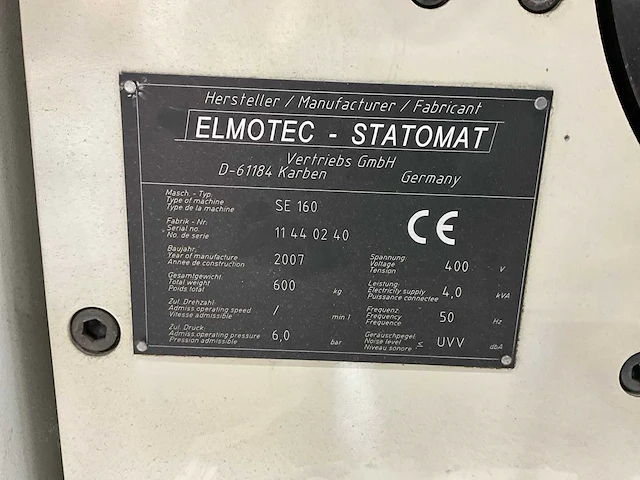 Hersteller / Manufacturer / Fabricant
ELMOTEC - STATOMAT
Vertriebs GmbH
D-61184 Karben Germany
Masch.- Typ.
Type of machine
Type de la machine
SE 160
Fabrik - Nr.
Serial no.
No. de serie
11 44 02 40
Baujahr:
Year of manufacture
Annee de construction
2007
Gesamtgewicht:
Total weight
Poids total
600 kg
Zul. Drehzahl:
Admiss.operating speed
Vitesse admissible
/ min1
Zul. Druck:
Admiss.operating pressure
Pression admissible
6,0 bar
CE
Spannung:
Voltage
Tension
400 V
Leistung:
Electricity supply
Puissance connectee
4,0 kVA
Frequenz:
Frequency
Frequence
50 Hz
Geräuschpegel:
Noise level
Niveau sonore
≤ UVV dbA